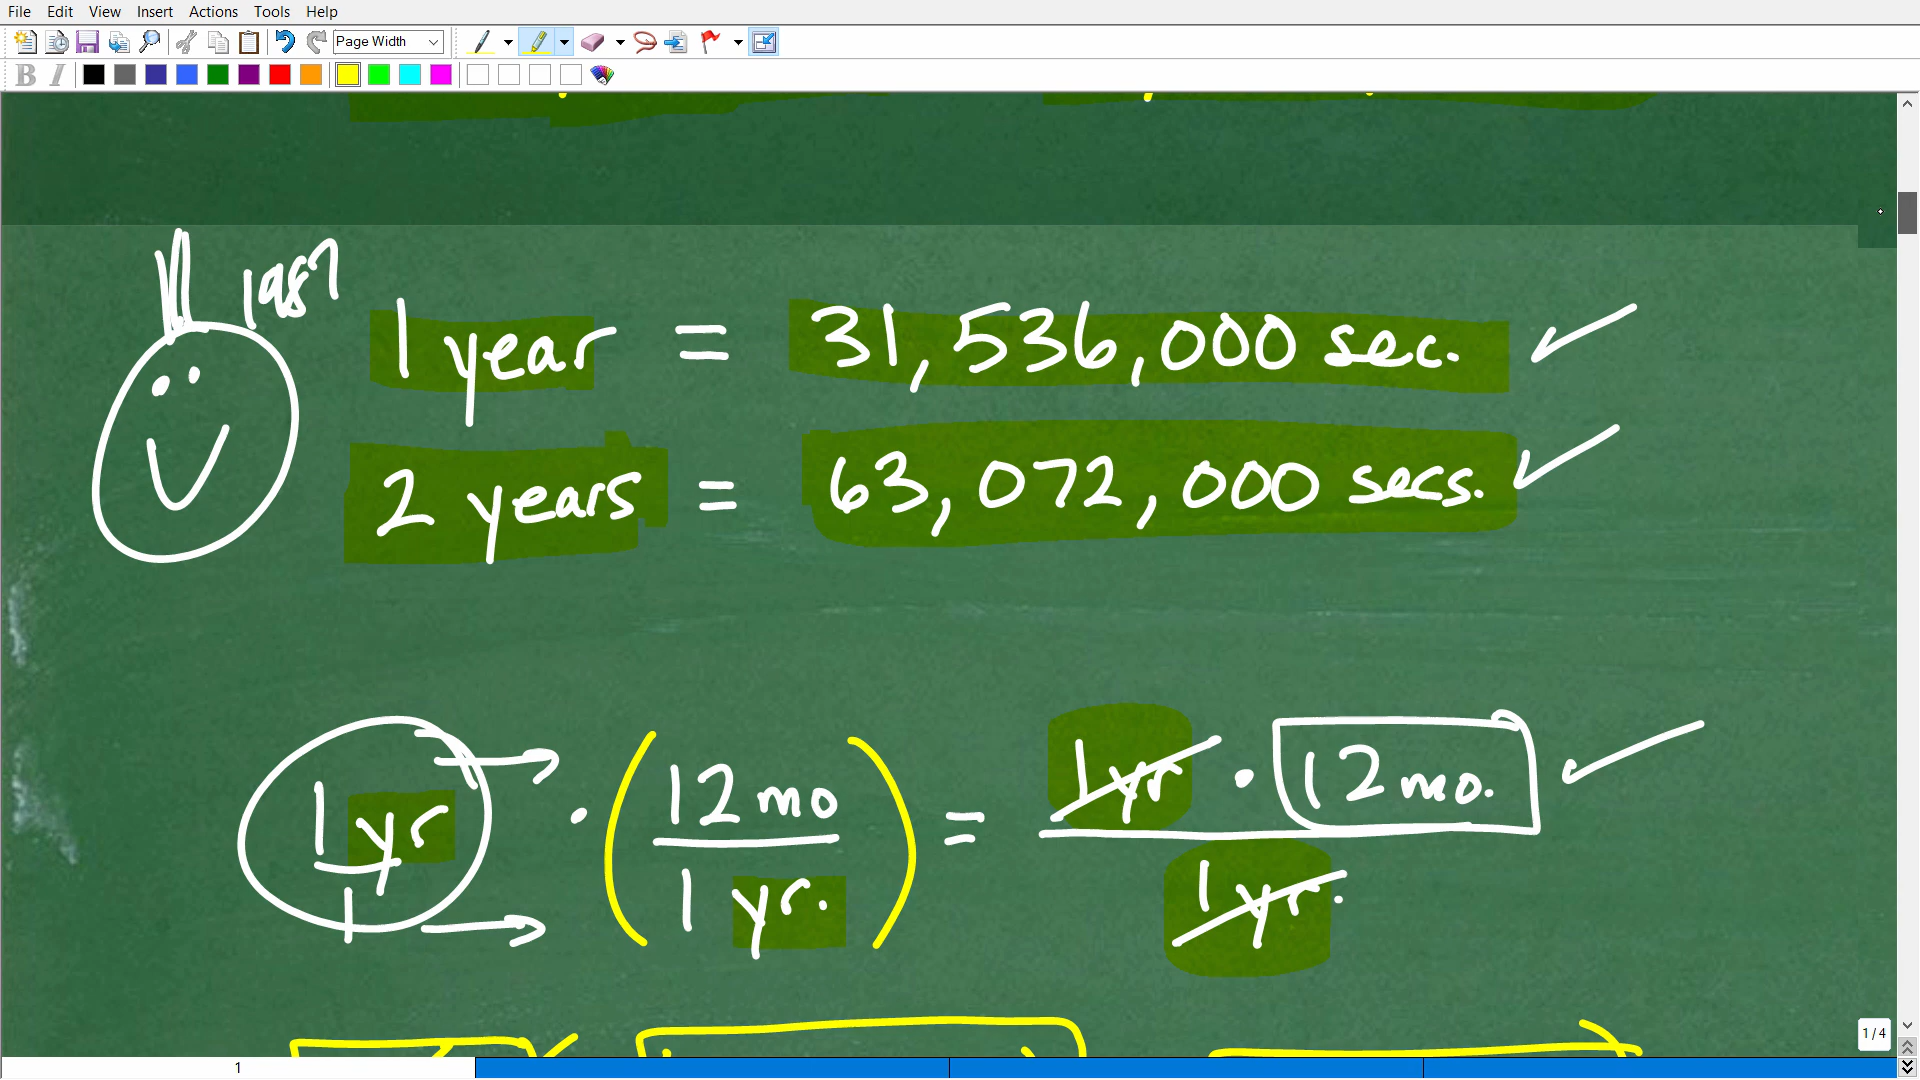 File Edit View Insert Actions Tools Help
Page Width
B I
1987
1 year = 31,536,000 sec.
2 years = 63,072,000 secs.
1 yr / 1 · ( 12 mo / 1 yr. ) = 1 yr · 12 mo. / 1 yr.
1 / 4
1